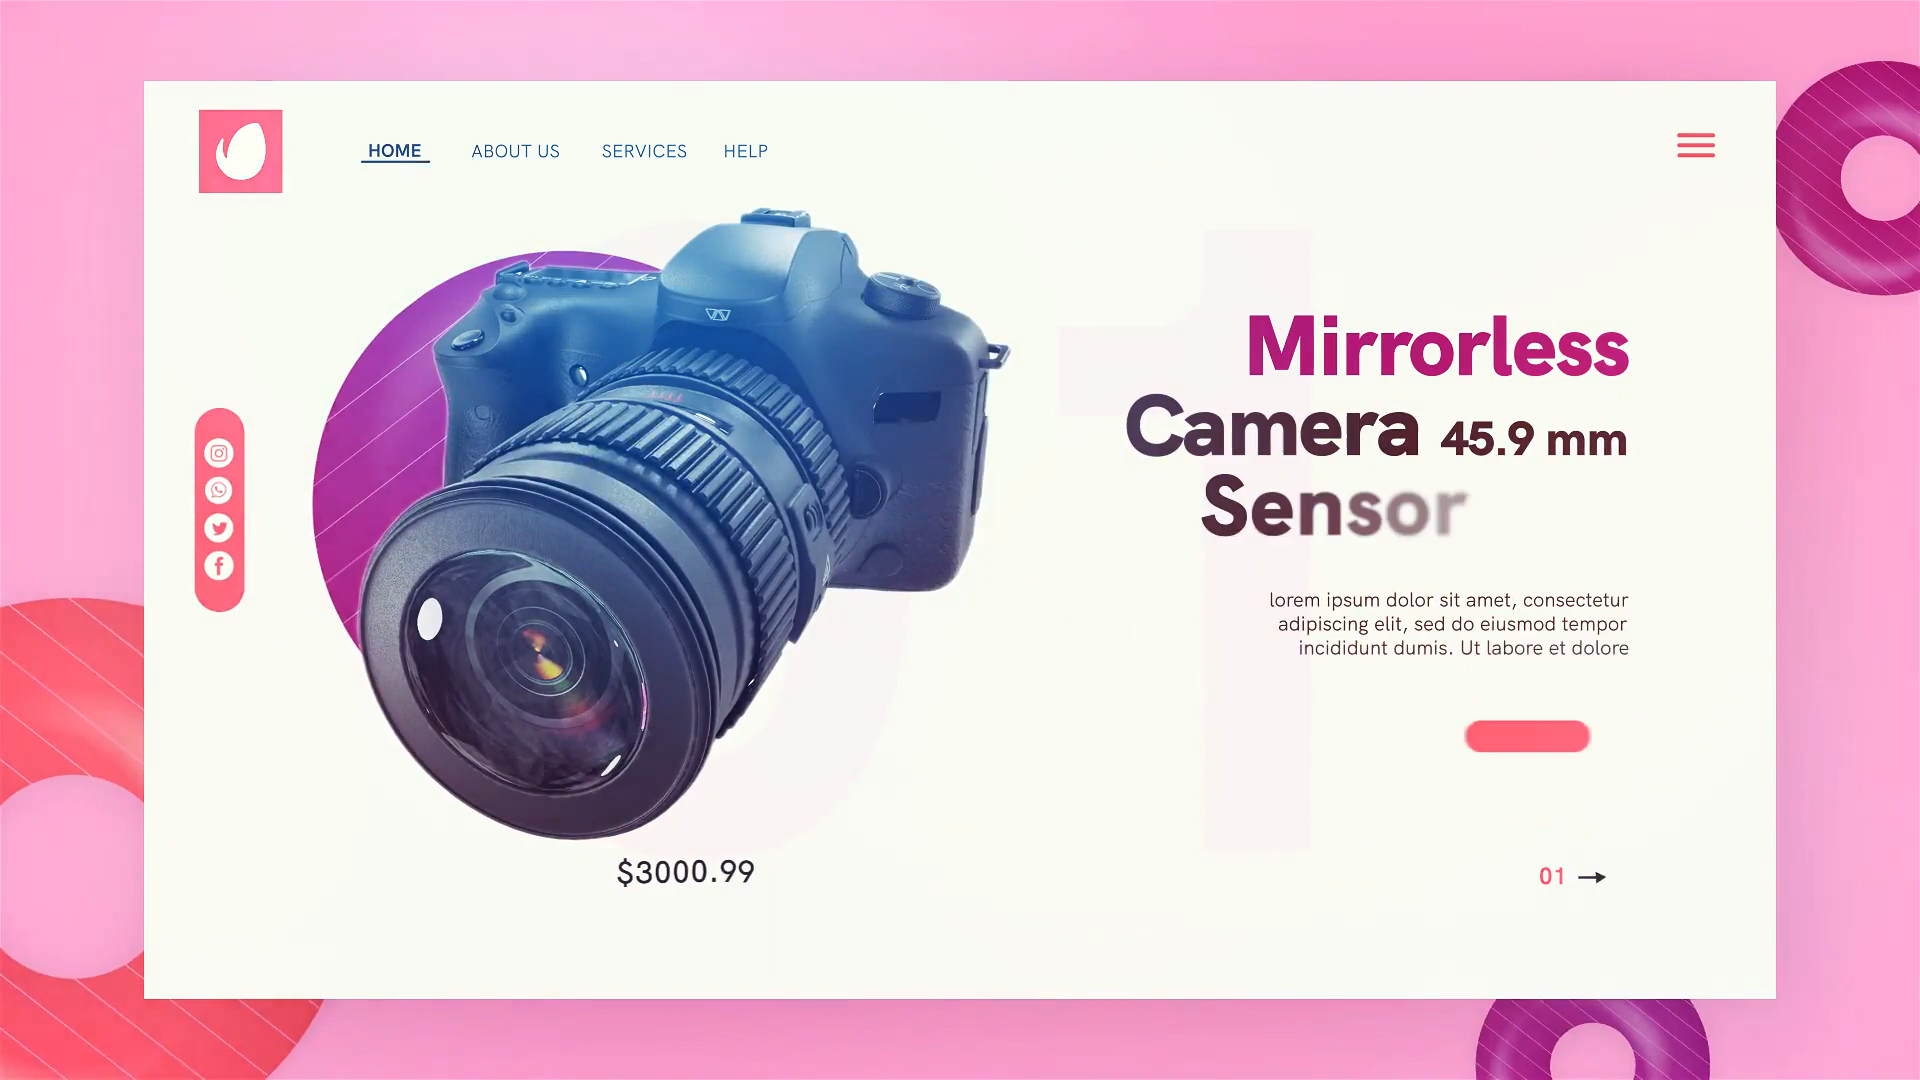 HOME ABOUT US SERVICES HELP
Mirrorless
Camera 45.9 mm
Sensor
lorem ipsum dolor sit amet, consectetur
adipiscing elit, sed do eiusmod tempor
incididunt dumis. Ut labore et dolore
$3000.99
01